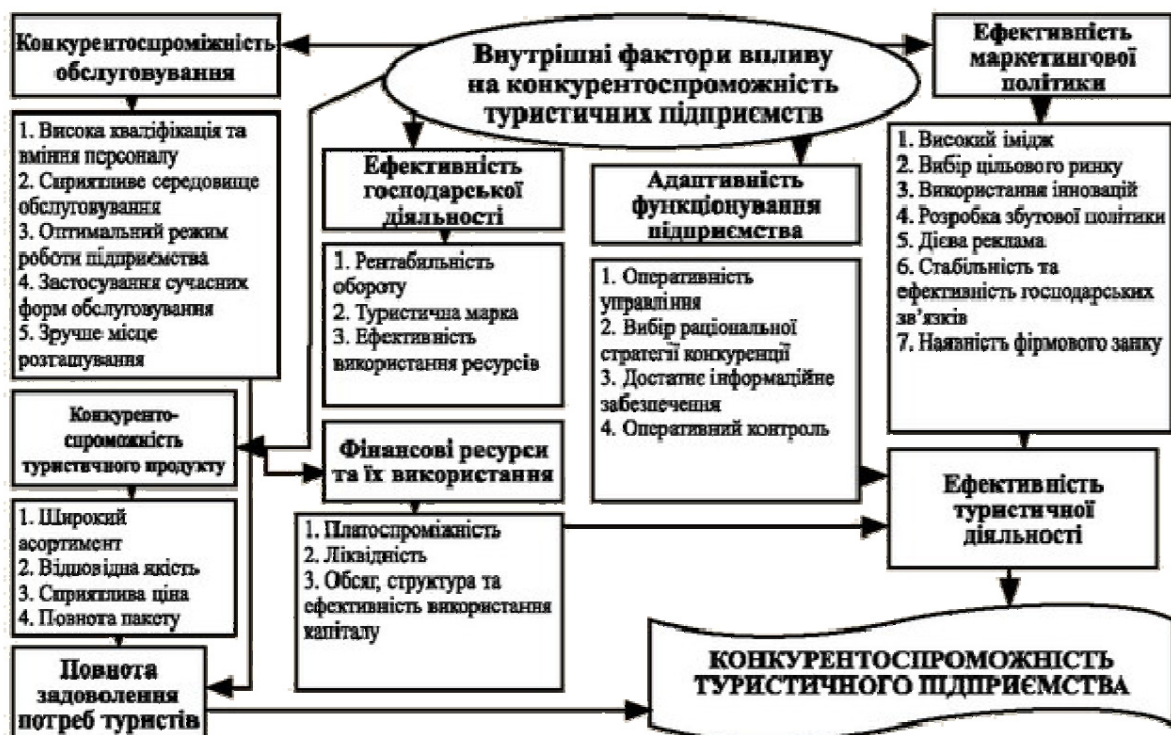 Конкурентоспроміжність
обслуговування
Внутрішні фактори впливу
на конкурентоспроможність
туристичних підприємств
Ефективність
маркетингової
політики
1. Висока кваліфікація та
вміння персоналу
2. Сприятливе середовище
обслуговування
3. Оптимальний режим
роботи підприємства
4. Застосування сучасних
форм обслуговування
5. Зручне місце
розташування
Ефективність
господарської
діяльності
Адаптивність
функціонування
підприємства
1. Високий імідж
2. Вибір цільового ринку
3. Використання інновацій
4. Розробка збутової політики
5. Дієва реклама
6. Стабільність та
ефективність господарських
зв’язків
7. Наявність фірмового занку
1. Рентабильність
обороту
2. Туристична марка
3. Ефективність
використання ресурсів
1. Оперативність
управління
2. Вибір раціональної
стратегії конкуренції
3. Достатнє інформаційне
забезпечення
4. Оперативний контроль
Конкуренто-
спроможність
туристичного продукту
Фінансові ресурси
та їх використання
Ефективність
туристичної
діяльності
1. Широкий
асортимент
2. Відповідна якість
3. Сприятлива ціна
4. Повнота пакету
1. Платоспроміжність
2. Ліквідність
3. Обсяг, структура та
ефективність використання
капіталу
Повнота
задоволення
потреб туристів
КОНКУРЕНТОСПРОМОЖНІСТЬ
ТУРИСТИЧНОГО ПІДПРИЄМСТВА